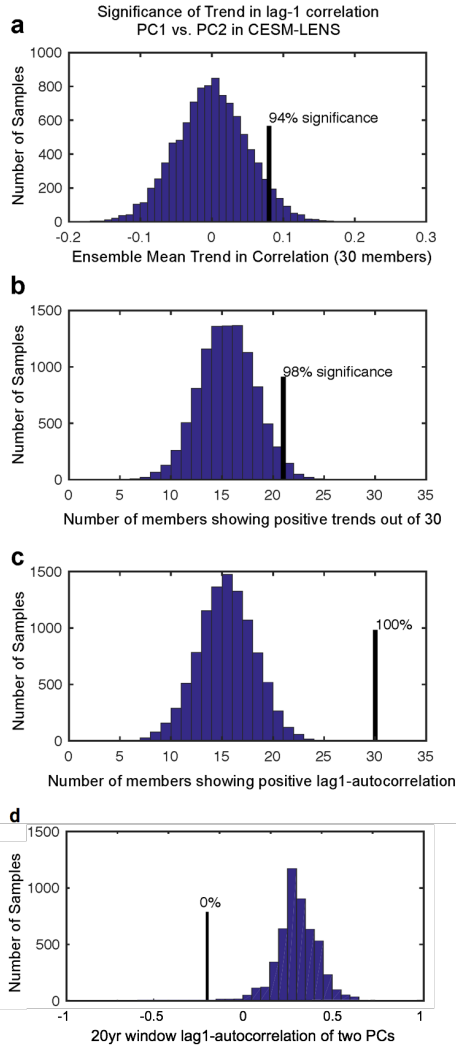 Significance of Trend in lag-1 correlation
PC1 vs. PC2 in CESM-LENS
a
1000
800
600
400
200
0
Number of Samples
94% significance
-0.2 -0.1 0 0.1 0.2 0.3
Ensemble Mean Trend in Correlation (30 members)
b
1500
1000
500
0
Number of Samples
98% significance
0 5 10 15 20 25 30 35
Number of members showing positive trends out of 30
c
1500
1000
500
0
Number of Samples
100%
0 5 10 15 20 25 30 35
Number of members showing positive lag1-autocorrelation
d
1500
1000
500
0
Number of Samples
0%
-1 -0.5 0 0.5 1
20yr window lag1-autocorrelation of two PCs